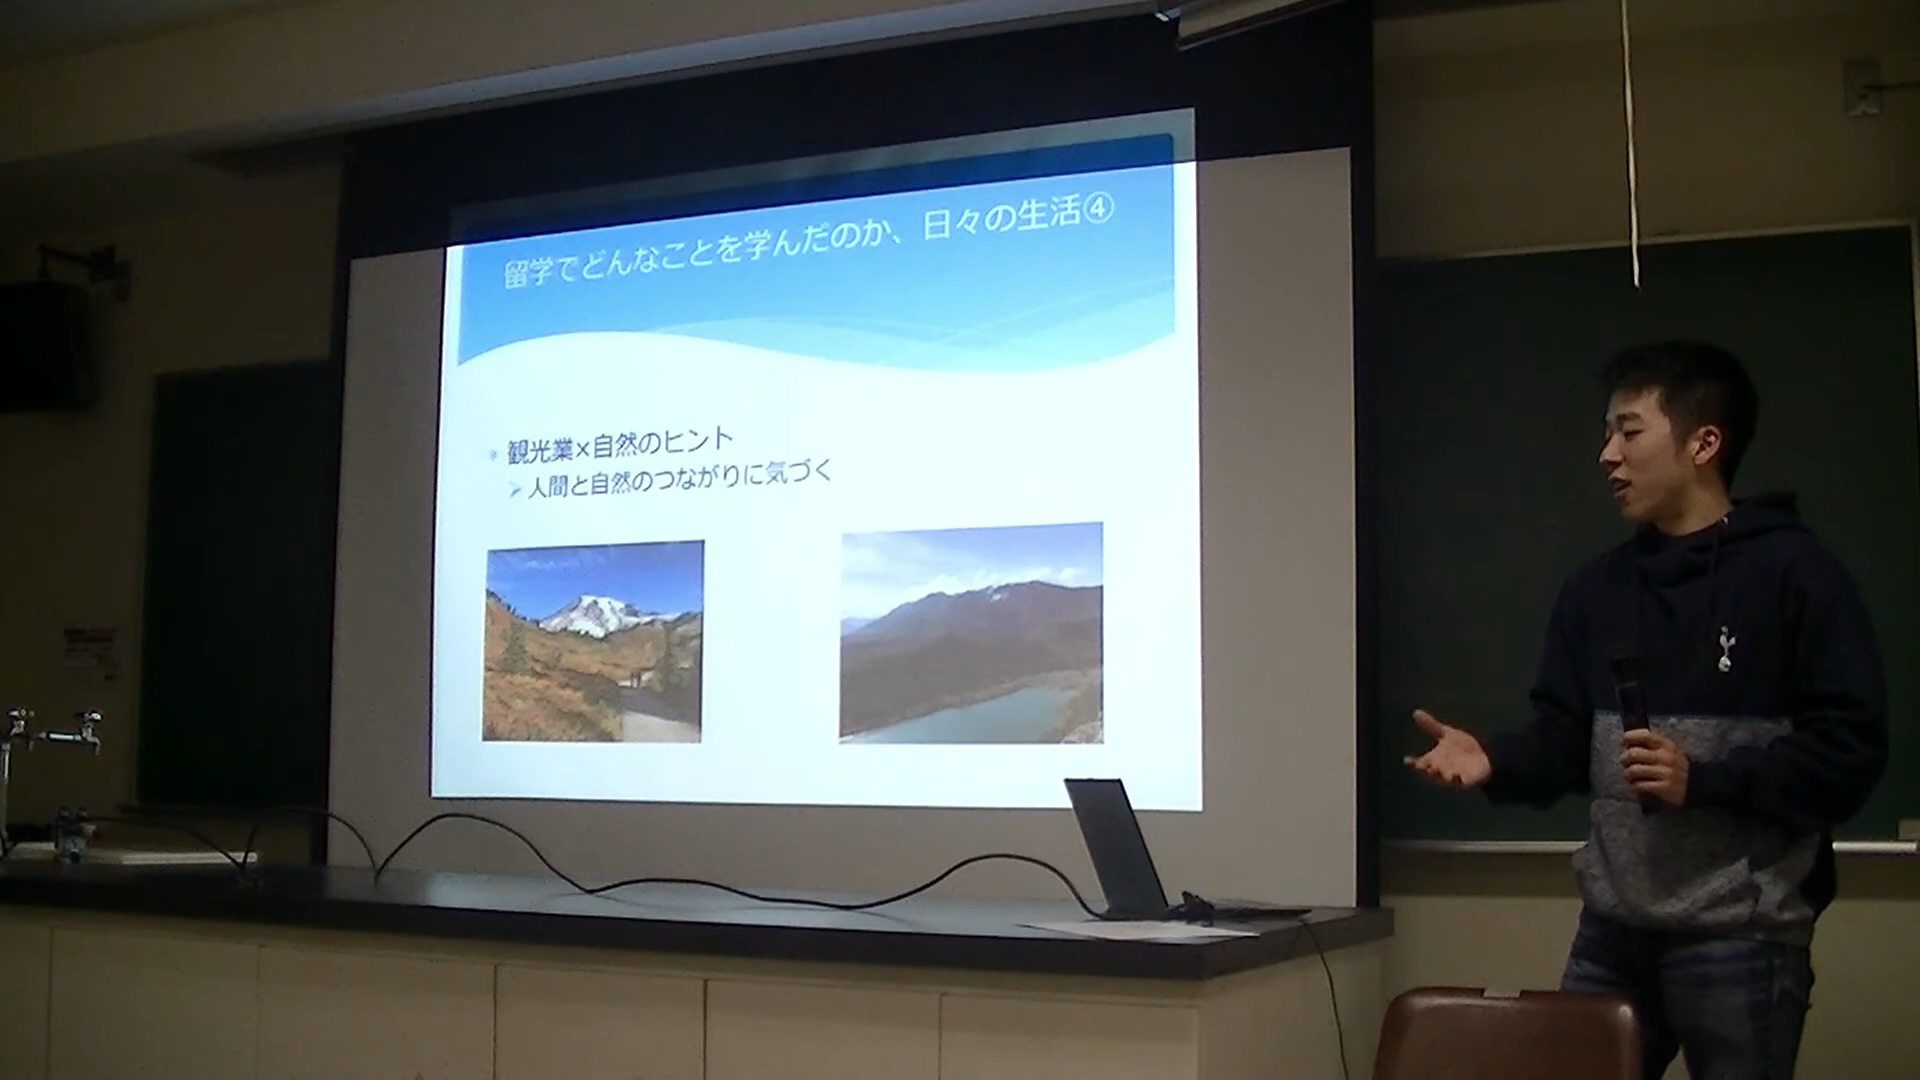 留学でどんなことを学んだのか、日々の生活④
観光業×自然のヒント
人間と自然のつながりに気づく